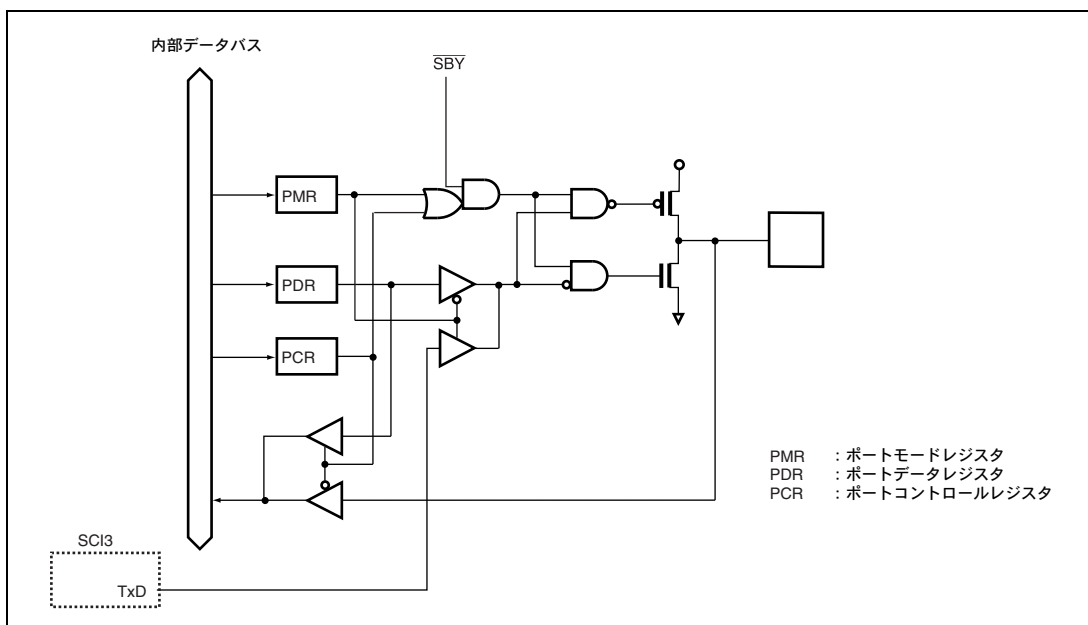 内部データバス
SBY
PMR
PDR
PCR
PMR : ポートモードレジスタ
PDR : ポートデータレジスタ
PCR : ポートコントロールレジスタ
SCI3
TxD